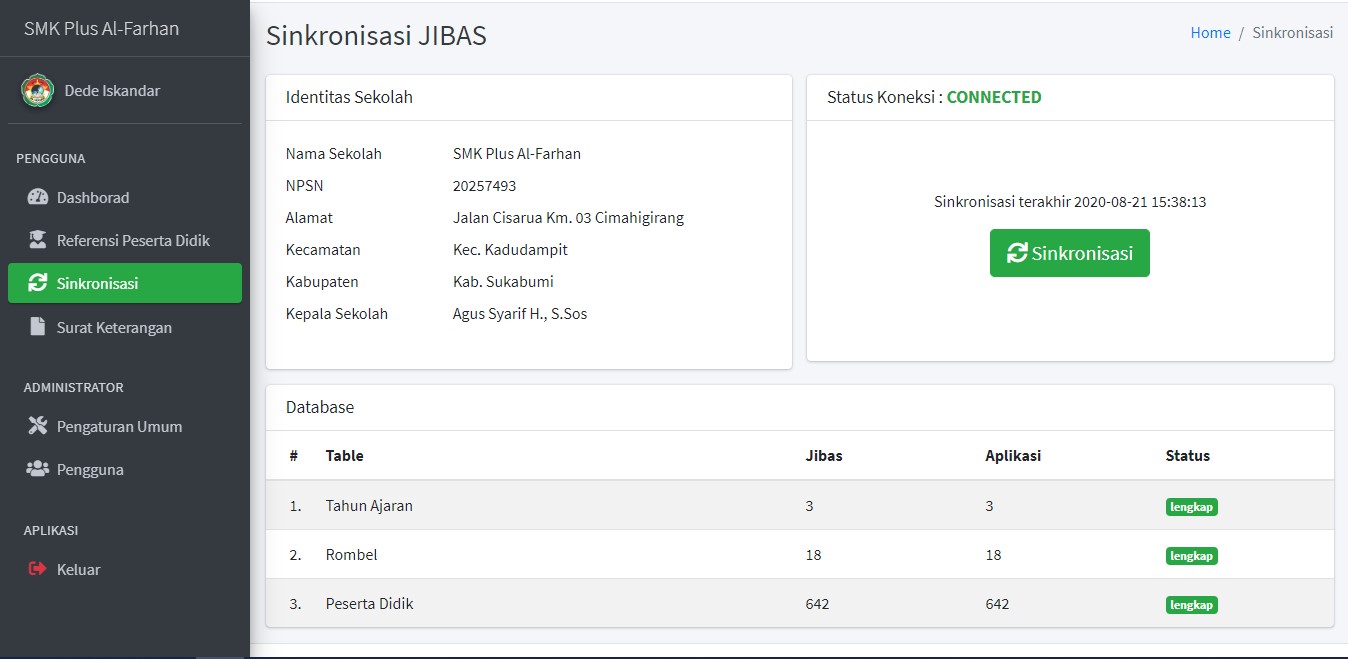 SMK Plus Al-Farhan
Dede Iskandar
PENGGUNA
Dashborad
Referensi Peserta Didik
Sinkronisasi
Surat Keterangan
ADMINISTRATOR
Pengaturan Umum
Pengguna
APLIKASI
Keluar
Sinkronisasi JIBAS
Home / Sinkronisasi
Identitas Sekolah
Nama Sekolah SMK Plus Al-Farhan
NPSN 20257493
Alamat Jalan Cisarua Km. 03 Cimahigirang
Kecamatan Kec. Kadudampit
Kabupaten Kab. Sukabumi
Kepala Sekolah Agus Syarif H., S.Sos
Status Koneksi : CONNECTED
Sinkronisasi terakhir 2020-08-21 15:38:13
Sinkronisasi
Database
# Table Jibas Aplikasi Status
1. Tahun Ajaran 3 3 lengkap
2. Rombel 18 18 lengkap
3. Peserta Didik 642 642 lengkap